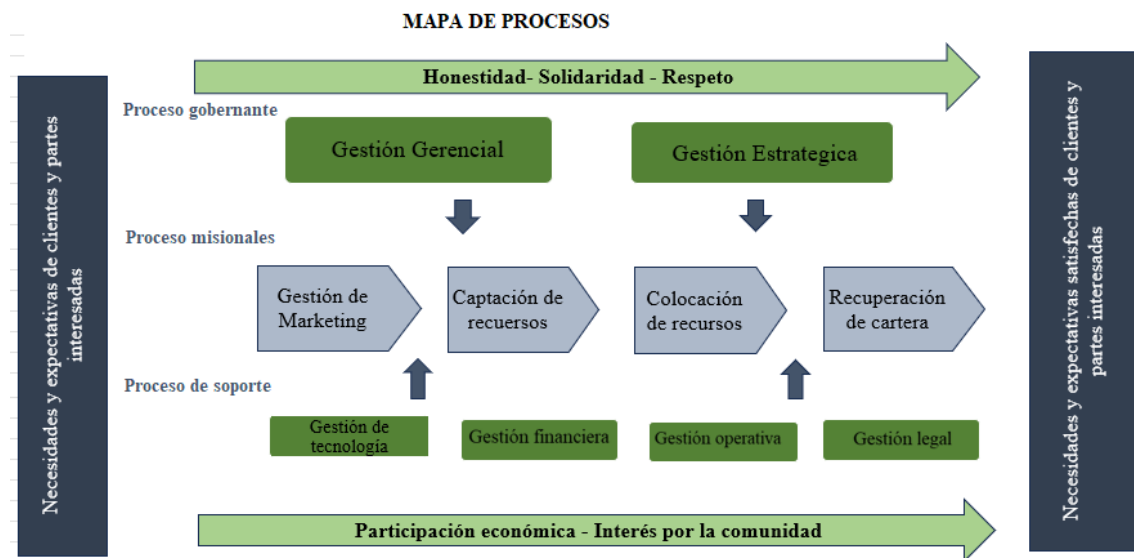 MAPA DE PROCESOS
Honestidad- Solidaridad - Respeto
Proceso gobernante
Gestión Gerencial
Gestión Estrategica
Proceso misionales
Gestión de
Marketing
Captación de
recuersos
Colocación
de recursos
Recuperación
de cartera
Proceso de soporte
Gestión de
tecnología
Gestión financiera
Gestión operativa
Gestión legal
Participación económica - Interés por la comunidad
Necesidades y expectativas de clientes y partes
interesadas
Necesidades y expectativas satisfechas de clientes y
partes interesadas